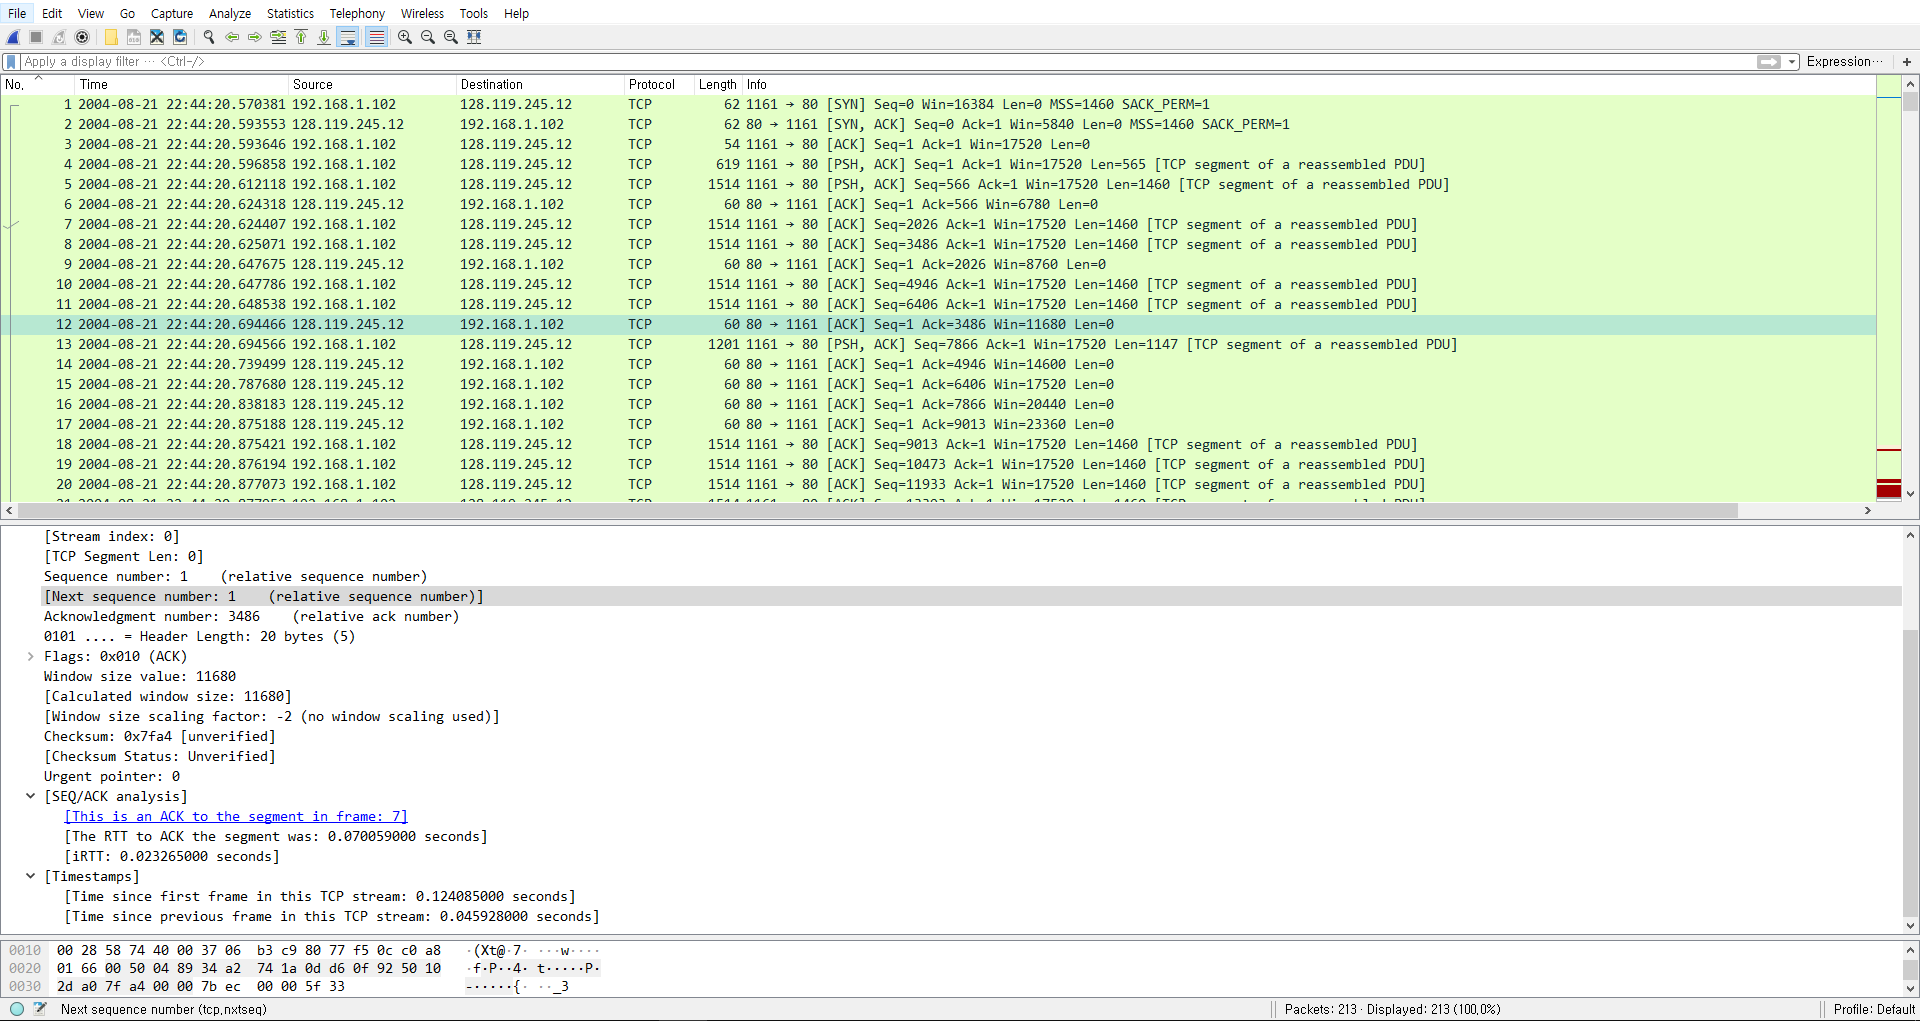 File Edit View Go Capture Analyze Statistics Telephony Wireless Tools Help
Apply a display filter ··· <Ctrl-/>
Expression··· +
No. Time Source Destination Protocol Length Info
1 2004-08-21 22:44:20.570381 192.168.1.102 128.119.245.12 TCP 62 1161 → 80 [SYN] Seq=0 Win=16384 Len=0 MSS=1460 SACK_PERM=1
2 2004-08-21 22:44:20.593553 128.119.245.12 192.168.1.102 TCP 62 80 → 1161 [SYN, ACK] Seq=0 Ack=1 Win=5840 Len=0 MSS=1460 SACK_PERM=1
3 2004-08-21 22:44:20.593646 192.168.1.102 128.119.245.12 TCP 54 1161 → 80 [ACK] Seq=1 Ack=1 Win=17520 Len=0
4 2004-08-21 22:44:20.596858 192.168.1.102 128.119.245.12 TCP 619 1161 → 80 [PSH, ACK] Seq=1 Ack=1 Win=17520 Len=565 [TCP segment of a reassembled PDU]
5 2004-08-21 22:44:20.612118 192.168.1.102 128.119.245.12 TCP 1514 1161 → 80 [PSH, ACK] Seq=566 Ack=1 Win=17520 Len=1460 [TCP segment of a reassembled PDU]
6 2004-08-21 22:44:20.624318 128.119.245.12 192.168.1.102 TCP 60 80 → 1161 [ACK] Seq=1 Ack=566 Win=6780 Len=0
7 2004-08-21 22:44:20.624407 192.168.1.102 128.119.245.12 TCP 1514 1161 → 80 [ACK] Seq=2026 Ack=1 Win=17520 Len=1460 [TCP segment of a reassembled PDU]
8 2004-08-21 22:44:20.625071 192.168.1.102 128.119.245.12 TCP 1514 1161 → 80 [ACK] Seq=3486 Ack=1 Win=17520 Len=1460 [TCP segment of a reassembled PDU]
9 2004-08-21 22:44:20.647675 128.119.245.12 192.168.1.102 TCP 60 80 → 1161 [ACK] Seq=1 Ack=2026 Win=8760 Len=0
10 2004-08-21 22:44:20.647786 192.168.1.102 128.119.245.12 TCP 1514 1161 → 80 [ACK] Seq=4946 Ack=1 Win=17520 Len=1460 [TCP segment of a reassembled PDU]
11 2004-08-21 22:44:20.648538 192.168.1.102 128.119.245.12 TCP 1514 1161 → 80 [ACK] Seq=6406 Ack=1 Win=17520 Len=1460 [TCP segment of a reassembled PDU]
12 2004-08-21 22:44:20.694466 128.119.245.12 192.168.1.102 TCP 60 80 → 1161 [ACK] Seq=1 Ack=3486 Win=11680 Len=0
13 2004-08-21 22:44:20.694566 192.168.1.102 128.119.245.12 TCP 1201 1161 → 80 [PSH, ACK] Seq=7866 Ack=1 Win=17520 Len=1147 [TCP segment of a reassembled PDU]
14 2004-08-21 22:44:20.739499 128.119.245.12 192.168.1.102 TCP 60 80 → 1161 [ACK] Seq=1 Ack=4946 Win=14600 Len=0
15 2004-08-21 22:44:20.787680 128.119.245.12 192.168.1.102 TCP 60 80 → 1161 [ACK] Seq=1 Ack=6406 Win=17520 Len=0
16 2004-08-21 22:44:20.838183 128.119.245.12 192.168.1.102 TCP 60 80 → 1161 [ACK] Seq=1 Ack=7866 Win=20440 Len=0
17 2004-08-21 22:44:20.875188 128.119.245.12 192.168.1.102 TCP 60 80 → 1161 [ACK] Seq=1 Ack=9013 Win=23360 Len=0
18 2004-08-21 22:44:20.875421 192.168.1.102 128.119.245.12 TCP 1514 1161 → 80 [ACK] Seq=9013 Ack=1 Win=17520 Len=1460 [TCP segment of a reassembled PDU]
19 2004-08-21 22:44:20.876194 192.168.1.102 128.119.245.12 TCP 1514 1161 → 80 [ACK] Seq=10473 Ack=1 Win=17520 Len=1460 [TCP segment of a reassembled PDU]
20 2004-08-21 22:44:20.877073 192.168.1.102 128.119.245.12 TCP 1514 1161 → 80 [ACK] Seq=11933 Ack=1 Win=17520 Len=1460 [TCP segment of a reassembled PDU]
[Stream index: 0]
[TCP Segment Len: 0]
Sequence number: 1 (relative sequence number)
[Next sequence number: 1 (relative sequence number)]
Acknowledgment number: 3486 (relative ack number)
0101 .... = Header Length: 20 bytes (5)
Flags: 0x010 (ACK)
Window size value: 11680
[Calculated window size: 11680]
[Window size scaling factor: -2 (no window scaling used)]
Checksum: 0x7fa4 [unverified]
[Checksum Status: Unverified]
Urgent pointer: 0
[SEQ/ACK analysis]
[This is an ACK to the segment in frame: 7]
[The RTT to ACK the segment was: 0.070059000 seconds]
[iRTT: 0.023265000 seconds]
[Timestamps]
[Time since first frame in this TCP stream: 0.124085000 seconds]
[Time since previous frame in this TCP stream: 0.045928000 seconds]
0010 00 28 58 74 40 00 37 06 b3 c9 80 77 f5 0c c0 a8 ·(Xt@·7· ···w····
0020 01 66 00 50 04 89 34 a2 74 1a 0d d6 0f 92 50 10 ·f·P··4· t·····P·
0030 2d a0 7f a4 00 00 7b ec 00 00 5f 33 -·····{· ··_3
Next sequence number (tcp.nxtseq)
Packets: 213 · Displayed: 213 (100.0%)
Profile: Default